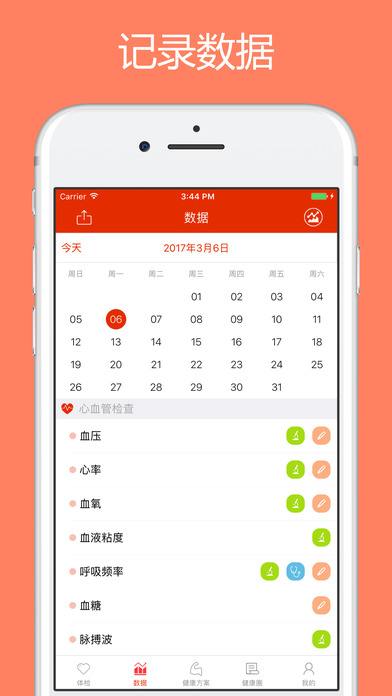 记录数据
Carrier 3:44 PM
数据
今天 2017年3月6日
周日 周一 周二 周三 周四 周五 周六
01 02 03 04
05 06 07 08 09 10 11
12 13 14 15 16 17 18
19 20 21 22 23 24 25
26 27 28 29 30 31
心血管检查
血压
心率
血氧
血液粘度
呼吸频率
血糖
脉搏波
体检 数据 健康方案 健康圈 我的